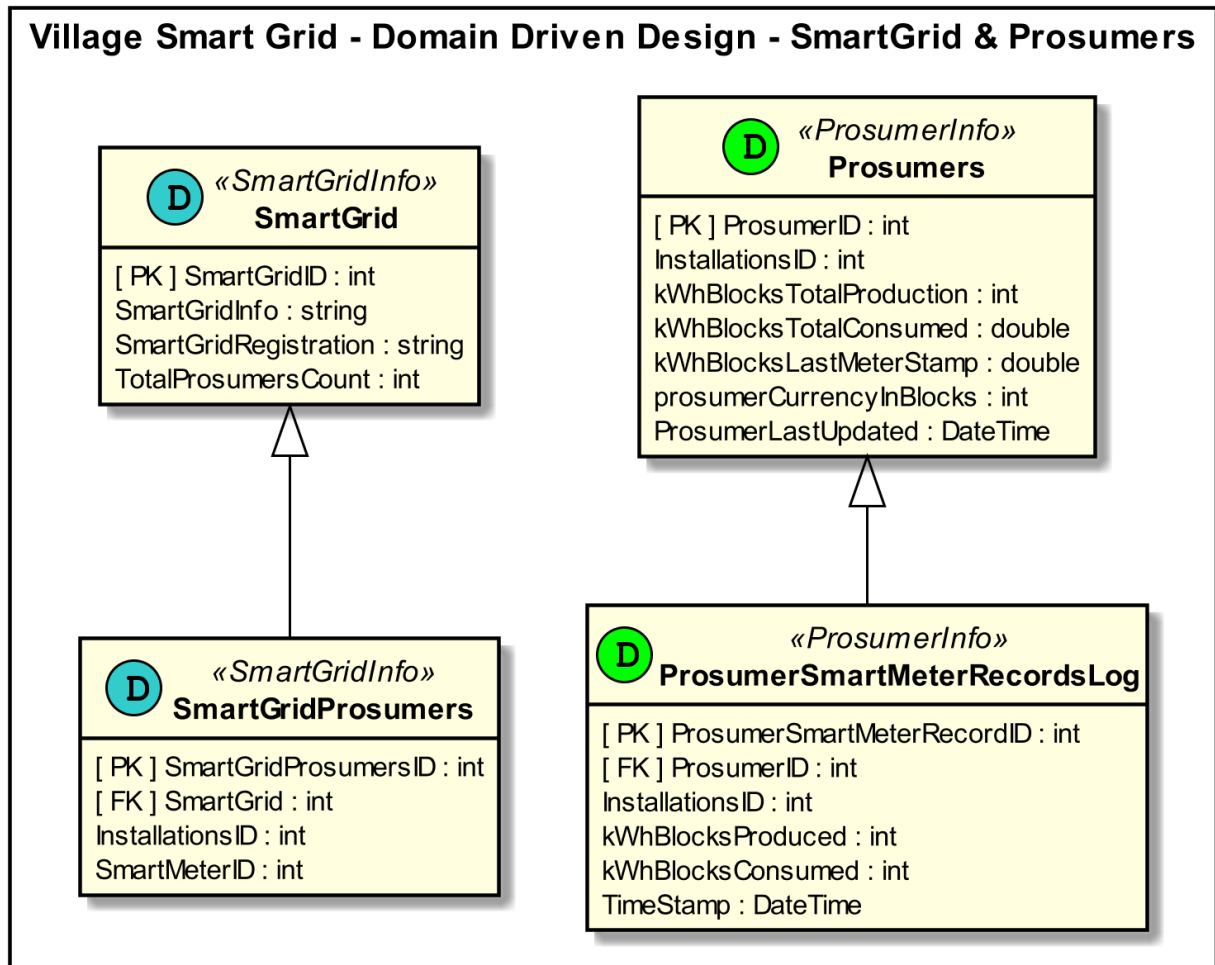 Village Smart Grid - Domain Driven Design - SmartGrid & Prosumers
D
«SmartGridInfo»
SmartGrid
[ PK ] SmartGridID : int
SmartGridInfo : string
SmartGridRegistration : string
TotalProsumersCount : int
D
«ProsumerInfo»
Prosumers
[ PK ] ProsumerID : int
InstallationsID : int
kWhBlocksTotalProduction : int
kWhBlocksTotalConsumed : double
kWhBlocksLastMeterStamp : double
prosumerCurrencyInBlocks : int
ProsumerLastUpdated : DateTime
D
«SmartGridInfo»
SmartGridProsumers
[ PK ] SmartGridProsumersID : int
[ FK ] SmartGrid : int
InstallationsID : int
SmartMeterID : int
D
«ProsumerInfo»
ProsumerSmartMeterRecordsLog
[ PK ] ProsumerSmartMeterRecordID : int
[ FK ] ProsumerID : int
InstallationsID : int
kWhBlocksProduced : int
kWhBlocksConsumed : int
TimeStamp : DateTime